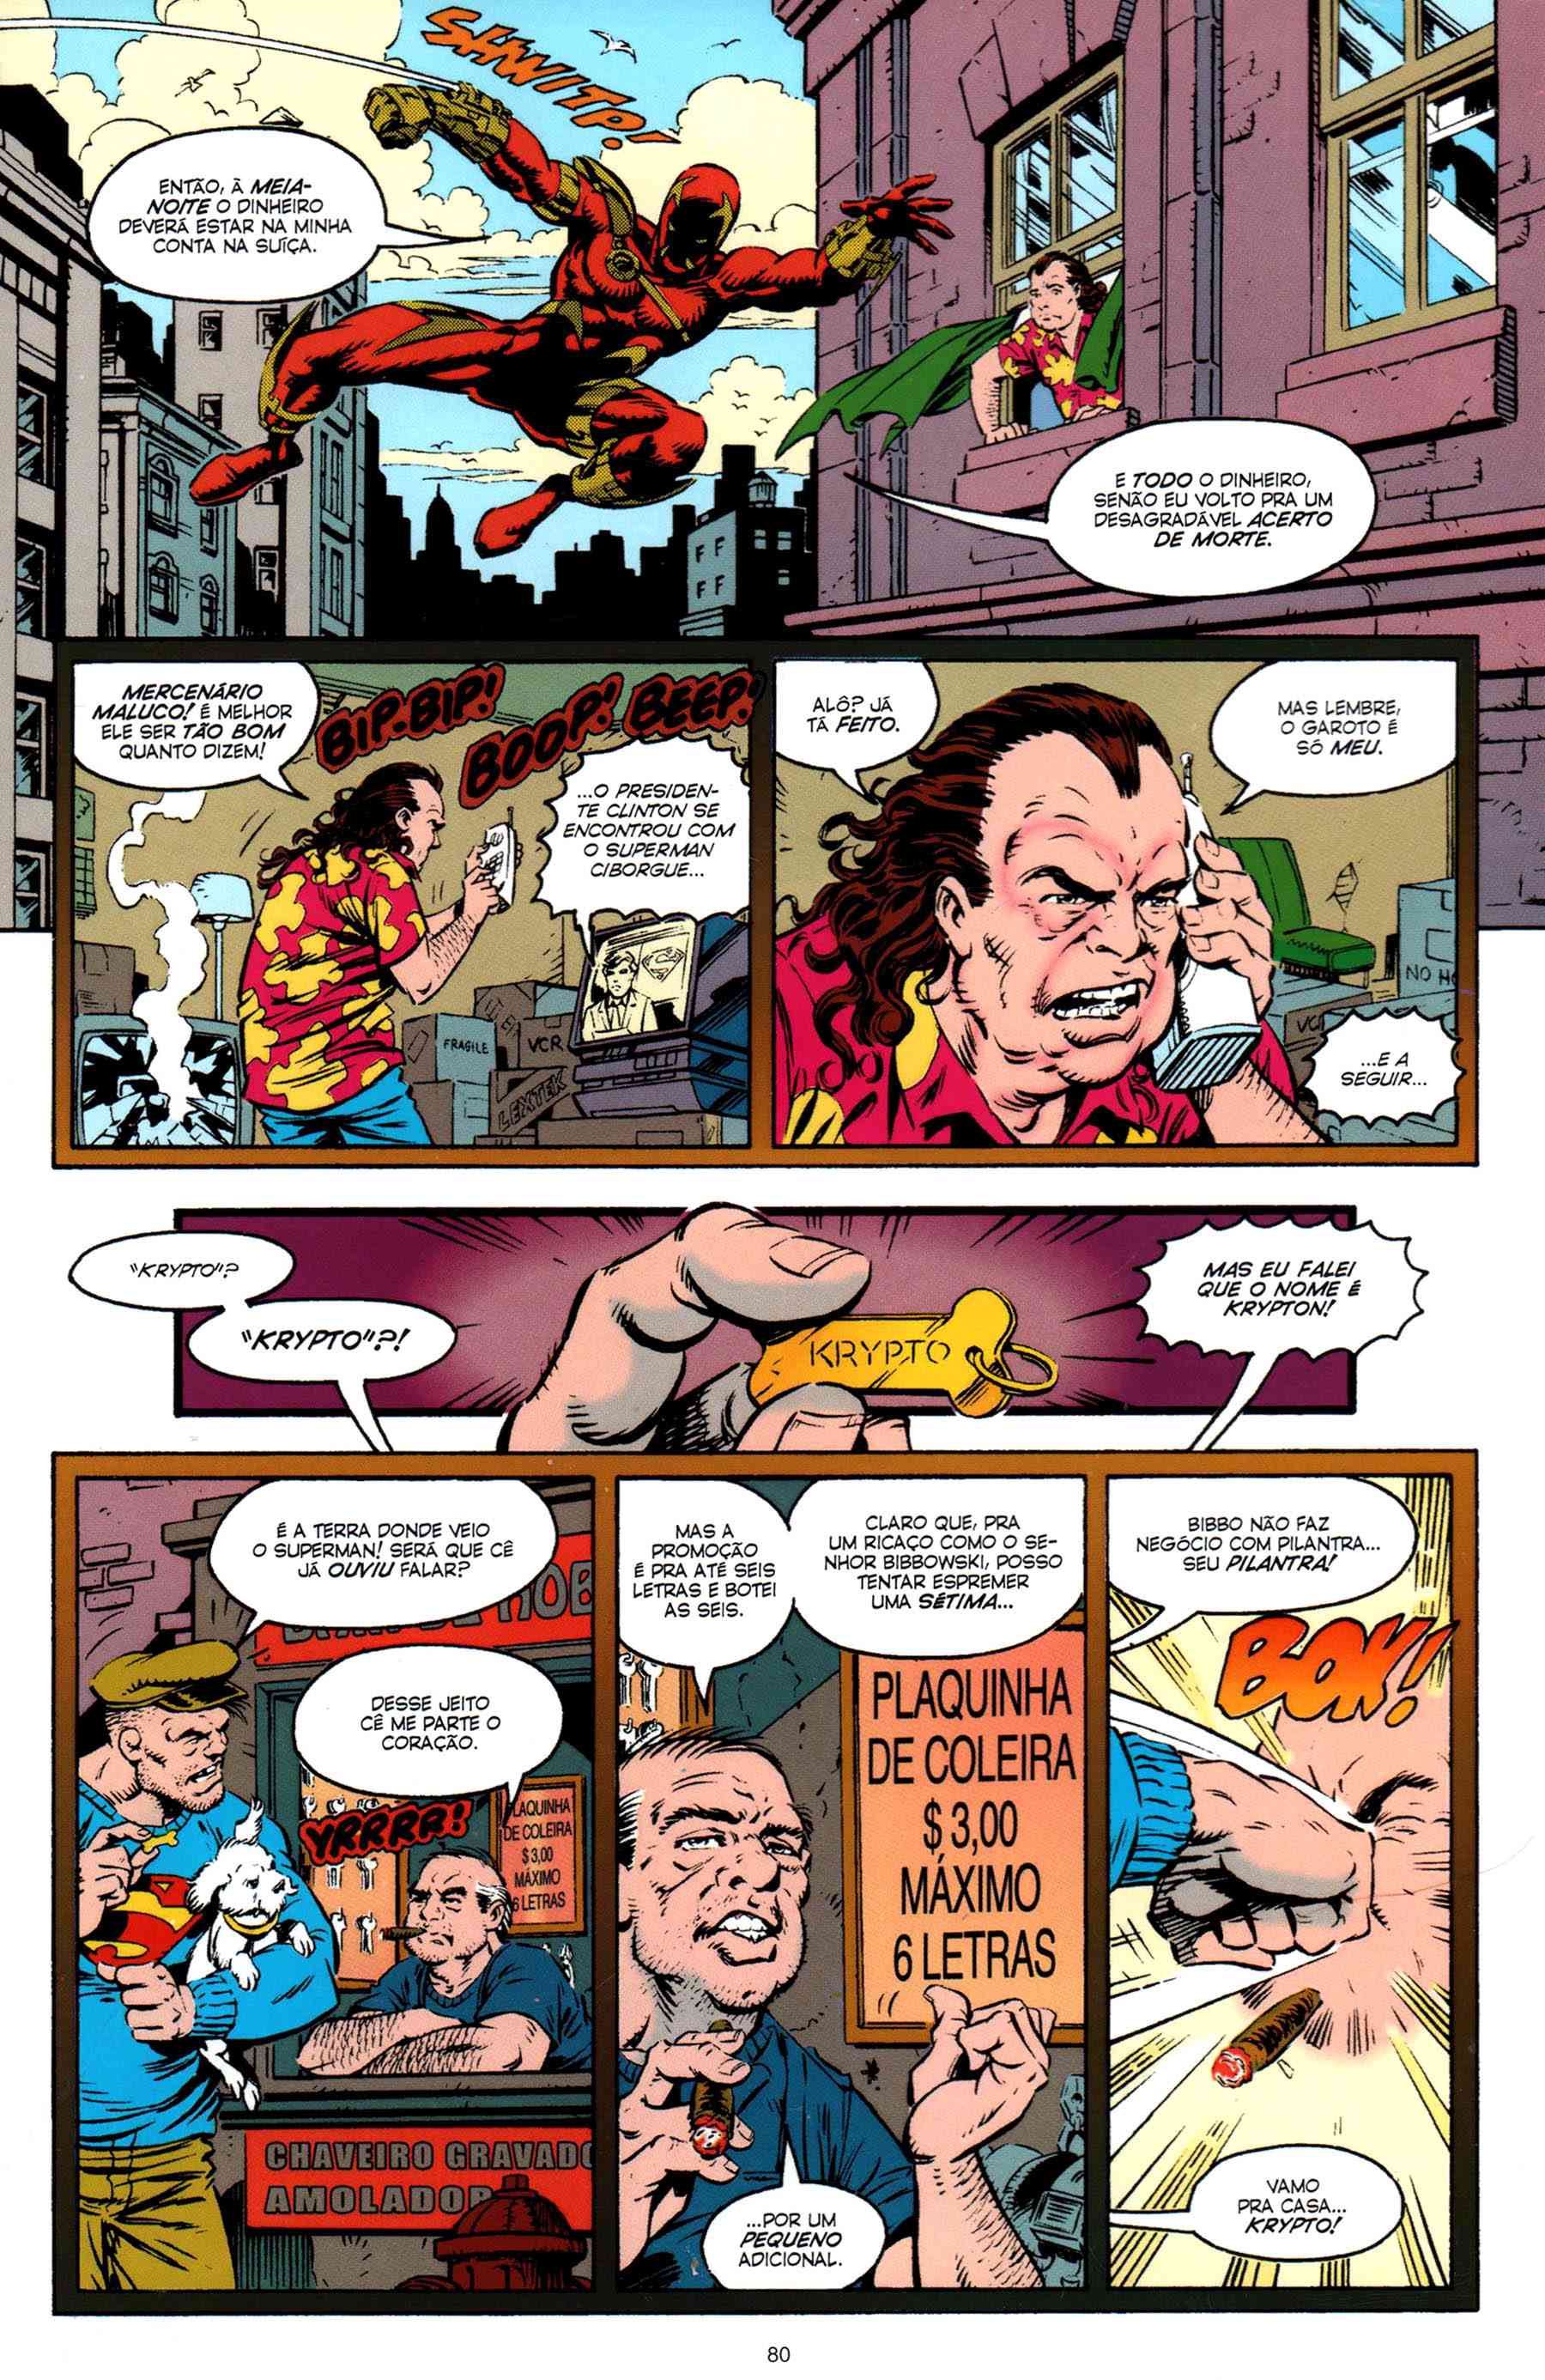 SHWITP!
ENTÃO, À MEIA-
NOITE O DINHEIRO
DEVERÁ ESTAR NA MINHA
CONTA NA SUÍÇA.
E TODO O DINHEIRO,
SENÃO EU VOLTO PRA UM
DESAGRADÁVEL ACERTO
DE MORTE.
F F
F F
MERCENÁRIO
MALUCO! É MELHOR
ELE SER TÃO BOM
QUANTO DIZEM!
BIP-BIP!
BOOP! BEEP!
...O PRESIDEN-
TE CLINTON SE
ENCONTROU COM
O SUPERMAN
CIBORGUE...
FRAGILE
VCR
LEXTEK
ALÔ? JÁ
TÁ FEITO.
MAS LEMBRE,
O GAROTO É
SÓ MEU.
NO
VC
...E A
SEGUIR...
"KRYPTO"?
"KRYPTO"?!
KRYPTO
MAS EU FALEI
QUE O NOME É
KRYPTON!
É A TERRA DONDE VEIO
O SUPERMAN! SERÁ QUE CÊ
JÁ OUVIU FALAR?
DESSE JEITO
CÊ ME PARTE O
CORAÇÃO.
YRRRR!
PLAQUINHA
DE COLEIRA
$ 3,00
MÁXIMO
6 LETRAS
CHAVEIRO GRAVADO
AMOLADOR
MAS A
PROMOÇÃO
É PRA ATÉ SEIS
LETRAS E BOTEI
AS SEIS.
CLARO QUE, PRA
UM RICAÇO COMO O SE-
NHOR BIBBOWSKI, POSSO
TENTAR ESPREMER
UMA SÉTIMA...
PLAQUINHA
DE COLEIRA
$ 3,00
MÁXIMO
6 LETRAS
...POR UM
PEQUENO
ADICIONAL.
BIBBO NÃO FAZ
NEGÓCIO COM PILANTRA...
SEU PILANTRA!
BOK!
VAMO
PRA CASA...
KRYPTO!
80